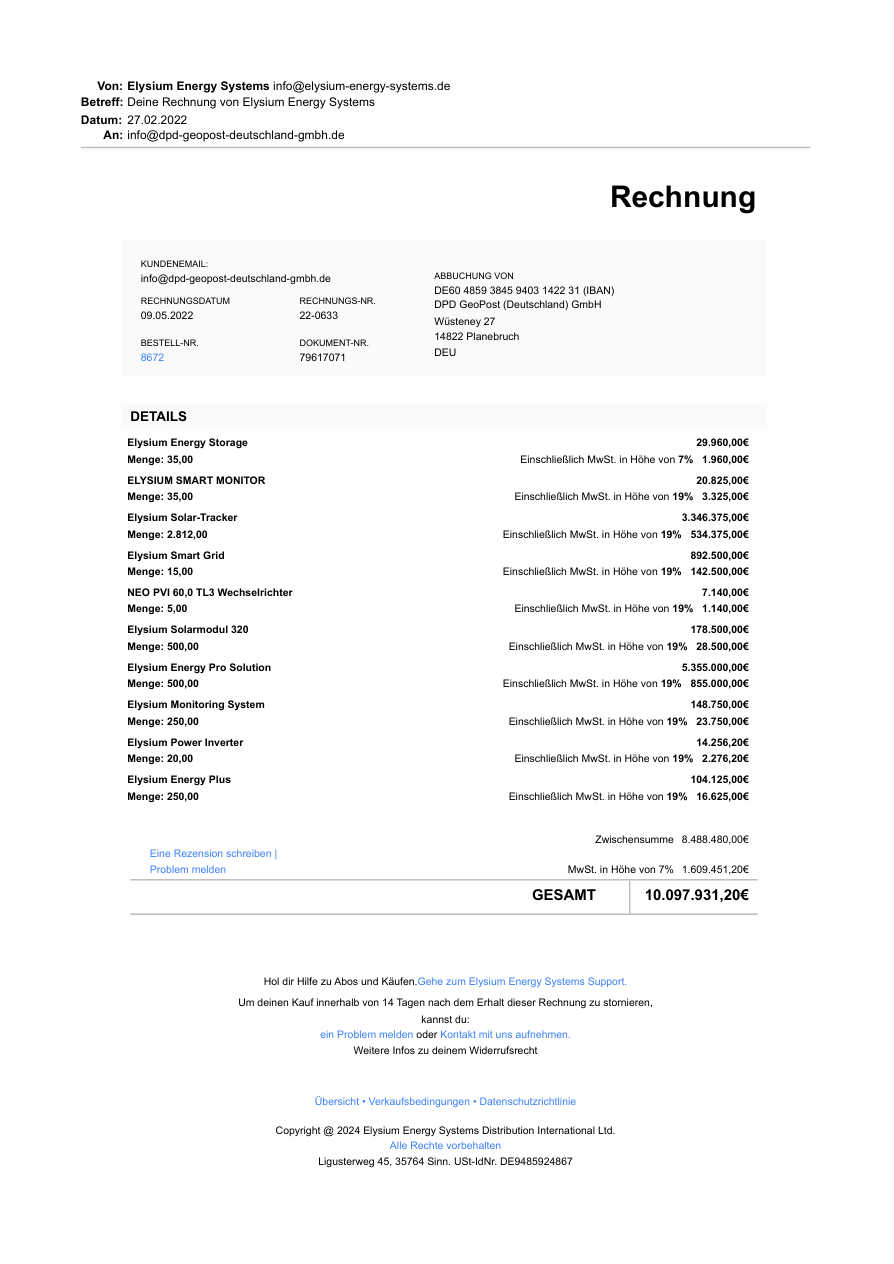 Von: Elysium Energy Systems info@elysium-energy-systems.de
Betreff: Deine Rechnung von Elysium Energy Systems
Datum: 27.02.2022
An: info@dpd-geopost-deutschland-gmbh.de
Rechnung
KUNDENEMAIL:
info@dpd-geopost-deutschland-gmbh.de
RECHNUNGSDATUM RECHNUNGS-NR.
09.05.2022 22-0633
BESTELL-NR. DOKUMENT-NR.
8672 79617071
ABBUCHUNG VON
DE60 4859 3845 9403 1422 31 (IBAN)
DPD GeoPost (Deutschland) GmbH
Wüsteney 27
14822 Planebruch
DEU
DETAILS
Elysium Energy Storage 29.960,00€
Menge: 35,00 Einschließlich MwSt. in Höhe von 7% 1.960,00€
ELYSIUM SMART MONITOR 20.825,00€
Menge: 35,00 Einschließlich MwSt. in Höhe von 19% 3.325,00€
Elysium Solar-Tracker 3.346.375,00€
Menge: 2.812,00 Einschließlich MwSt. in Höhe von 19% 534.375,00€
Elysium Smart Grid 892.500,00€
Menge: 15,00 Einschließlich MwSt. in Höhe von 19% 142.500,00€
NEO PVI 60,0 TL3 Wechselrichter 7.140,00€
Menge: 5,00 Einschließlich MwSt. in Höhe von 19% 1.140,00€
Elysium Solarmodul 320 178.500,00€
Menge: 500,00 Einschließlich MwSt. in Höhe von 19% 28.500,00€
Elysium Energy Pro Solution 5.355.000,00€
Menge: 500,00 Einschließlich MwSt. in Höhe von 19% 855.000,00€
Elysium Monitoring System 148.750,00€
Menge: 250,00 Einschließlich MwSt. in Höhe von 19% 23.750,00€
Elysium Power Inverter 14.256,20€
Menge: 20,00 Einschließlich MwSt. in Höhe von 19% 2.276,20€
Elysium Energy Plus 104.125,00€
Menge: 250,00 Einschließlich MwSt. in Höhe von 19% 16.625,00€
Zwischensumme 8.488.480,00€
Eine Rezension schreiben |
Problem melden MwSt. in Höhe von 7% 1.609.451,20€
GESAMT 10.097.931,20€
Hol dir Hilfe zu Abos und Käufen.Gehe zum Elysium Energy Systems Support.
Um deinen Kauf innerhalb von 14 Tagen nach dem Erhalt dieser Rechnung zu stornieren,
kannst du:
ein Problem melden oder Kontakt mit uns aufnehmen.
Weitere Infos zu deinem Widerrufsrecht
Übersicht • Verkaufsbedingungen • Datenschutzrichtlinie
Copyright @ 2024 Elysium Energy Systems Distribution International Ltd.
Alle Rechte vorbehalten
Ligusterweg 45, 35764 Sinn. USt-IdNr. DE9485924867